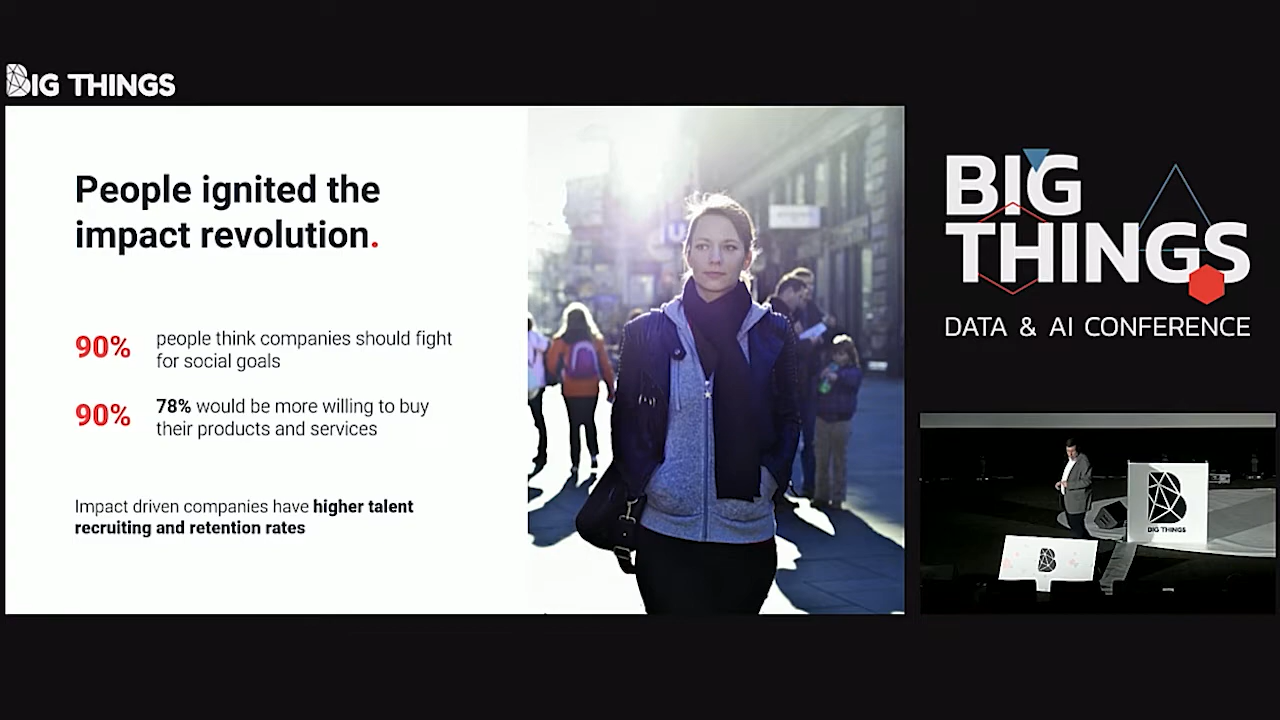 BIG THINGS
People ignited the
impact revolution.
90%
people think companies should fight
for social goals
90%
78% would be more willing to buy
their products and services
Impact driven companies have higher talent
recruiting and retention rates
U
BIG
THINGS
DATA & AI CONFERENCE
B
BIG THINGS
B